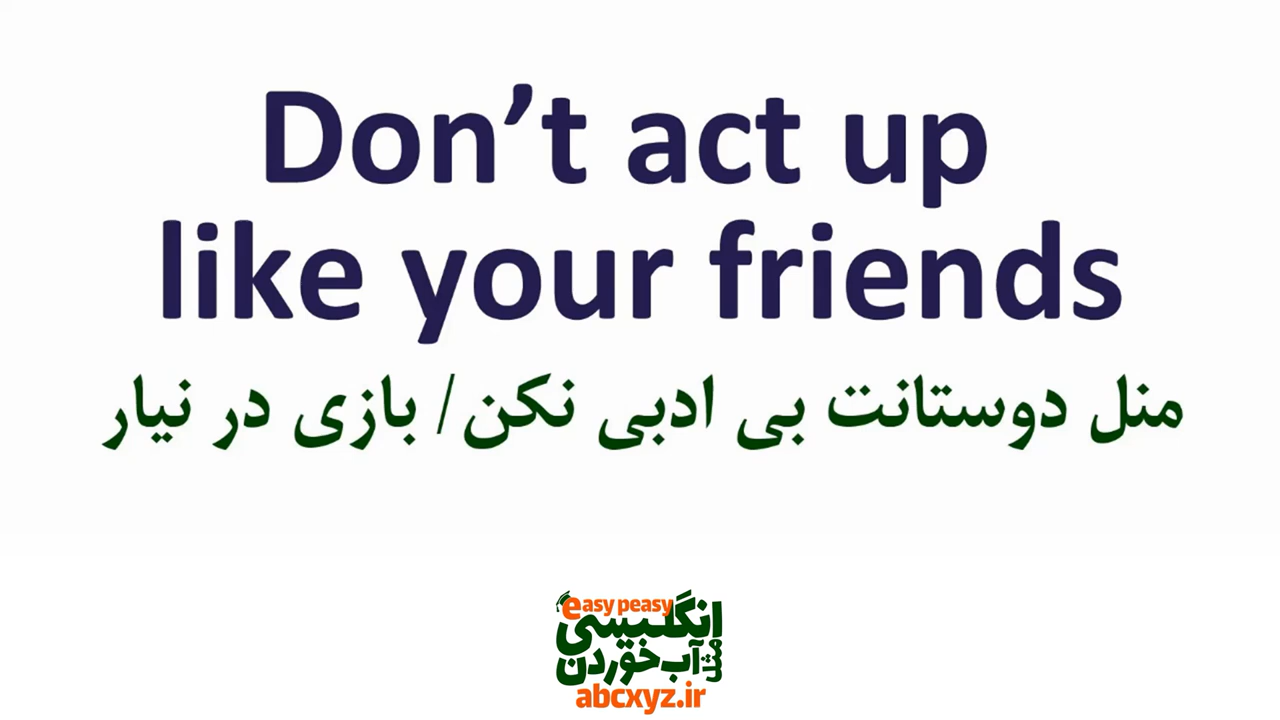 Don’t act up
like your friends
منل دوستانت بی ادبی نکن/ بازی در نیار
easy peasy
انگلیسی
مثل
آب خوردن
abcxyz.ir